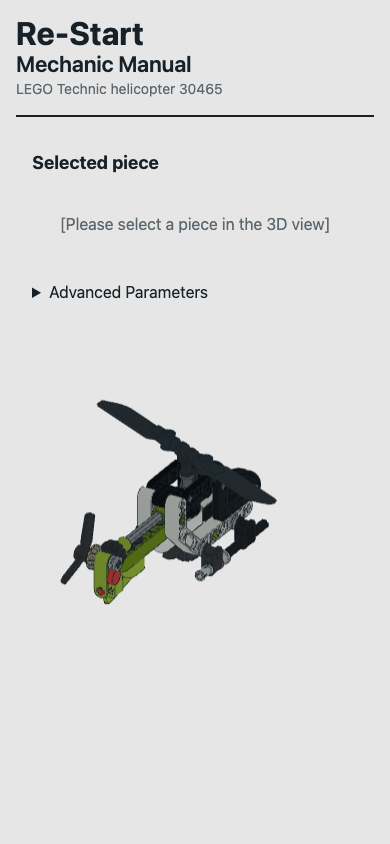 Re-Start
Mechanic Manual
LEGO Technic helicopter 30465
Selected piece
[Please select a piece in the 3D view]
Advanced Parameters